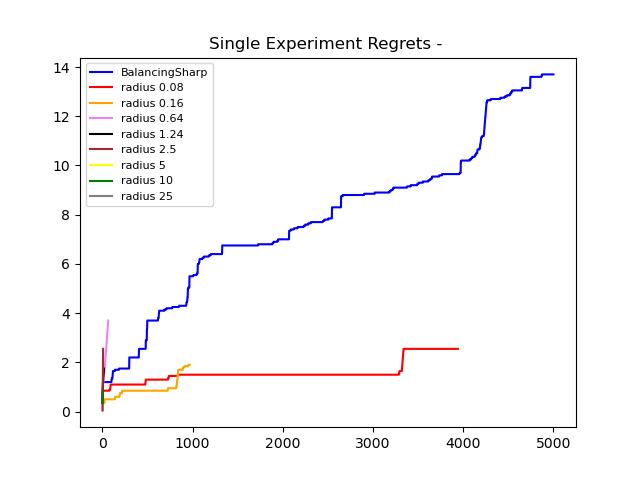 Single Experiment Regrets -
BalancingSharp
radius 0.08
radius 0.16
radius 0.64
radius 1.24
radius 2.5
radius 5
radius 10
radius 25
14
12
10
8
6
4
2
0
0 1000 2000 3000 4000 5000